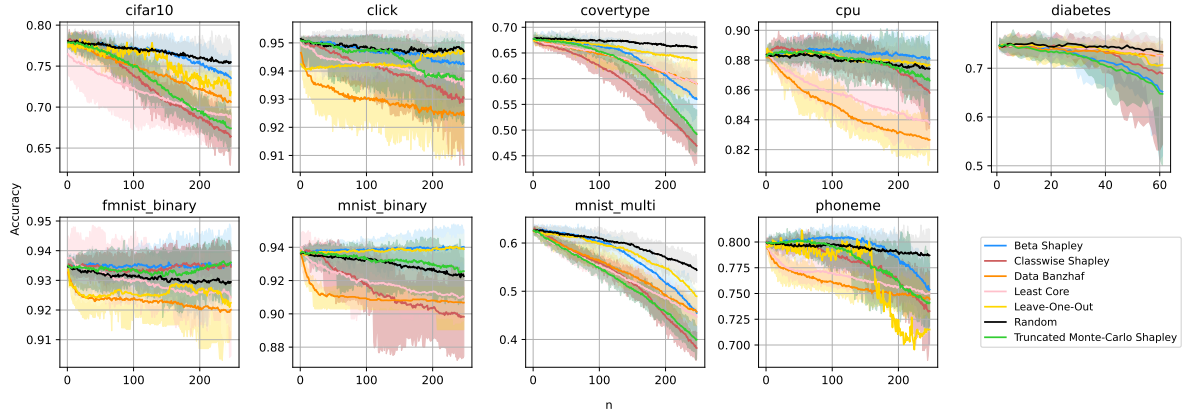 cifar10
click
covertype
cpu
diabetes
0.80
0.75
0.70
0.65
0 100 200
0.95
0.94
0.93
0.92
0.91
0 100 200
0.70
0.65
0.60
0.55
0.50
0.45
0 100 200
0.90
0.88
0.86
0.84
0.82
0 100 200
0.7
0.6
0.5
0 20 40 60
Accuracy
fmnist_binary
mnist_binary
mnist_multi
phoneme
0.95
0.94
0.93
0.92
0.91
0 100 200
0.94
0.92
0.90
0.88
0 100 200
0.6
0.5
0.4
0 100 200
0.800
0.775
0.750
0.725
0.700
0 100 200
Beta Shapley
Classwise Shapley
Data Banzhaf
Least Core
Leave-One-Out
Random
Truncated Monte-Carlo Shapley
n